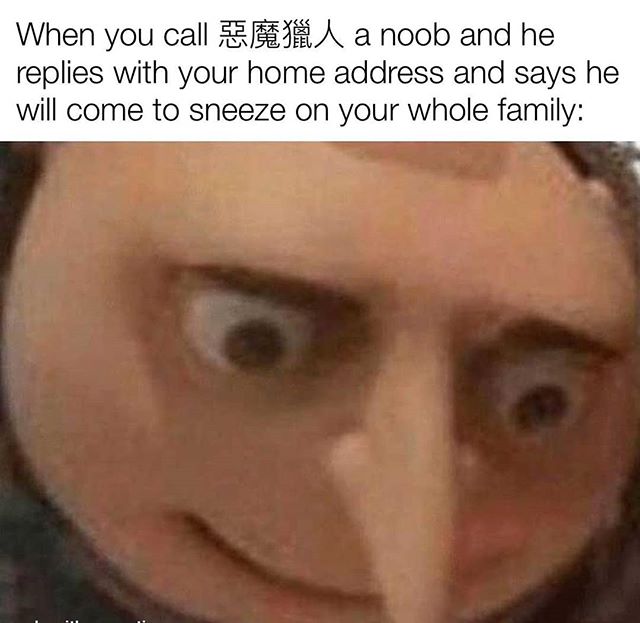 When you call 惡魔獵人 a noob and he
replies with your home address and says he
will come to sneeze on your whole family: